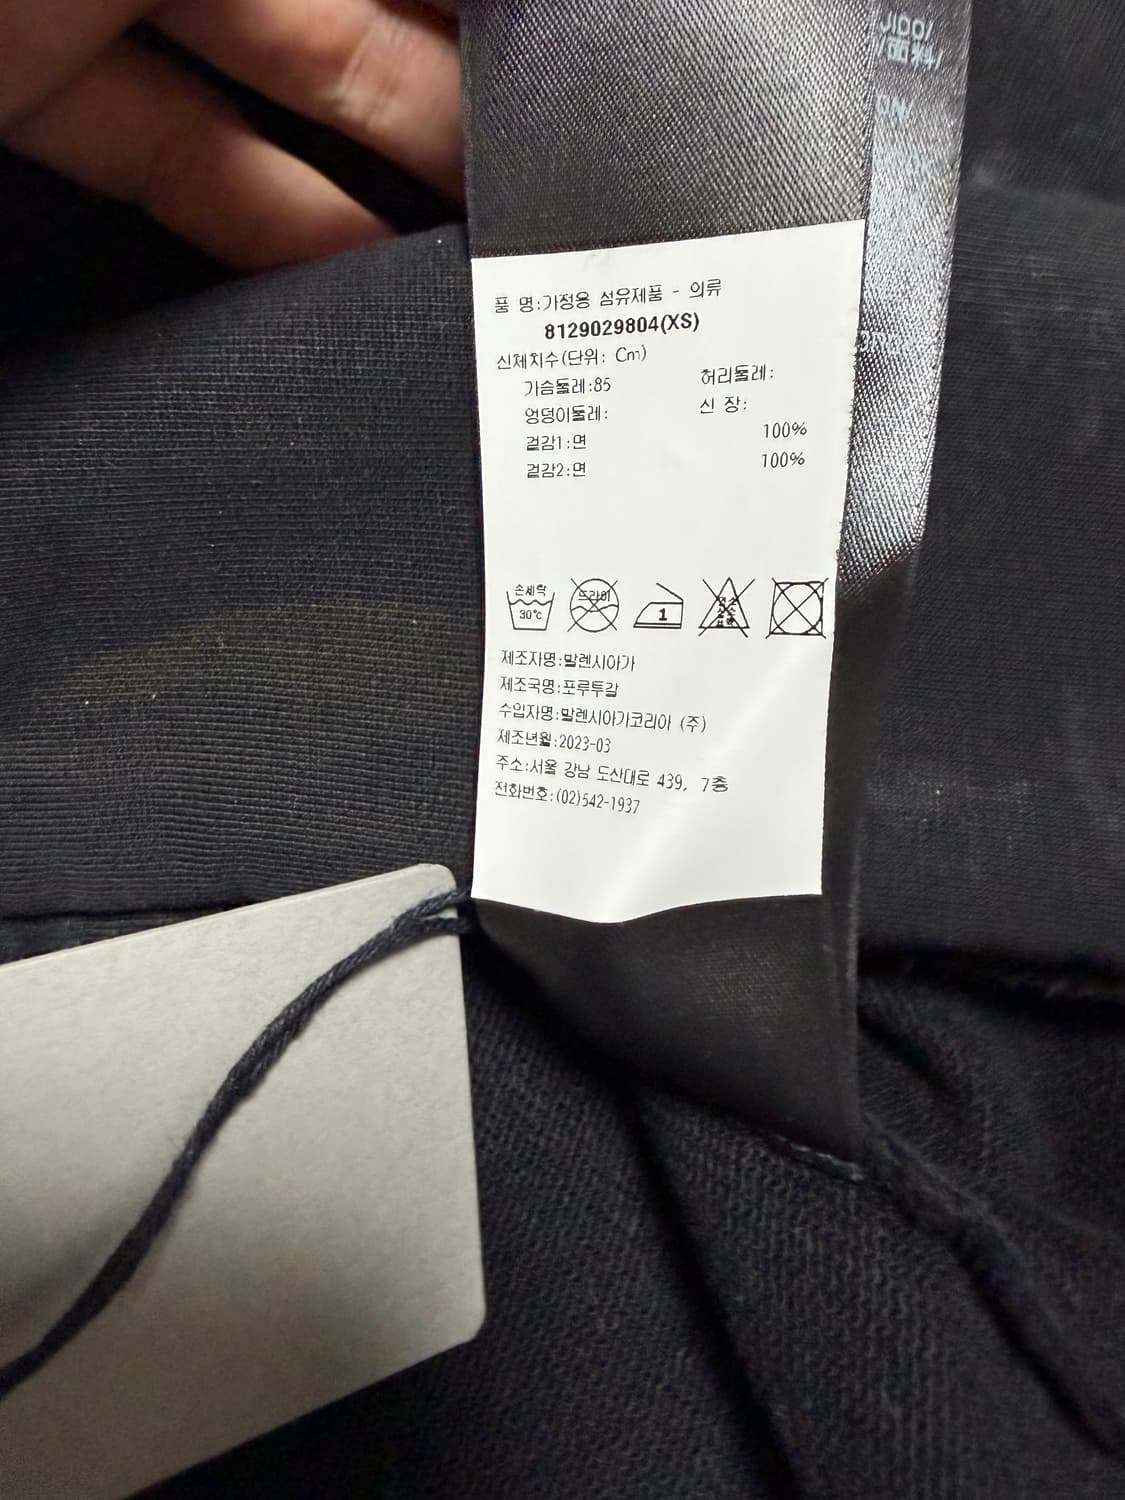 품 명:가정용 섬유제품 - 의류
8129029804(XS)
신체치수(단위: Cm)
가슴둘레:85 허리둘레:
엉덩이둘레: 신 장:
겉감1:면 100%
겉감2:면 100%
손세탁
30℃
드라이
1
제조자명:발렌시아가
제조국명:포루투갈
수입자명:발렌시아가코리아 (주)
제조년월:2023-03
주소:서울 강남 도산대로 439, 7층
전화번호:(02)542-1937